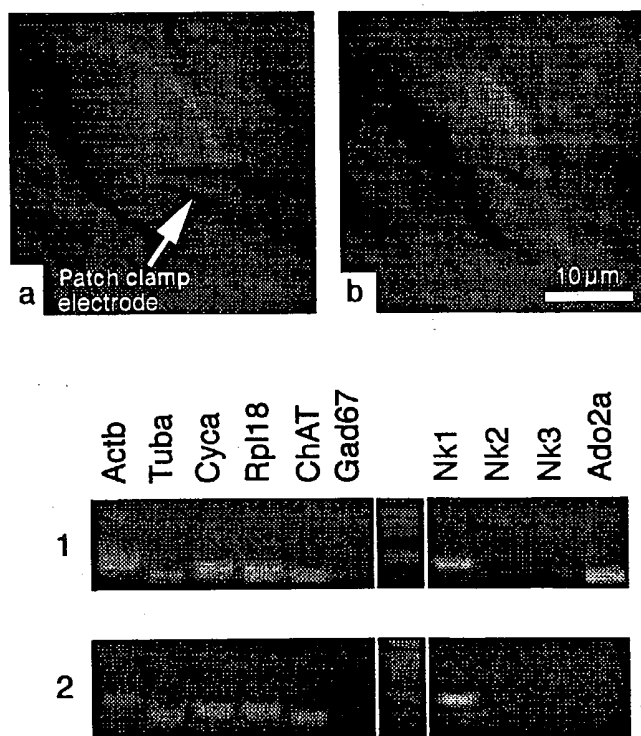 Patch clamp
electrode
a
b
10 µm
Actb
Tuba
Cyca
Rpl18
ChAT
Gad67
Nk1
Nk2
Nk3
Ado2a
1
2